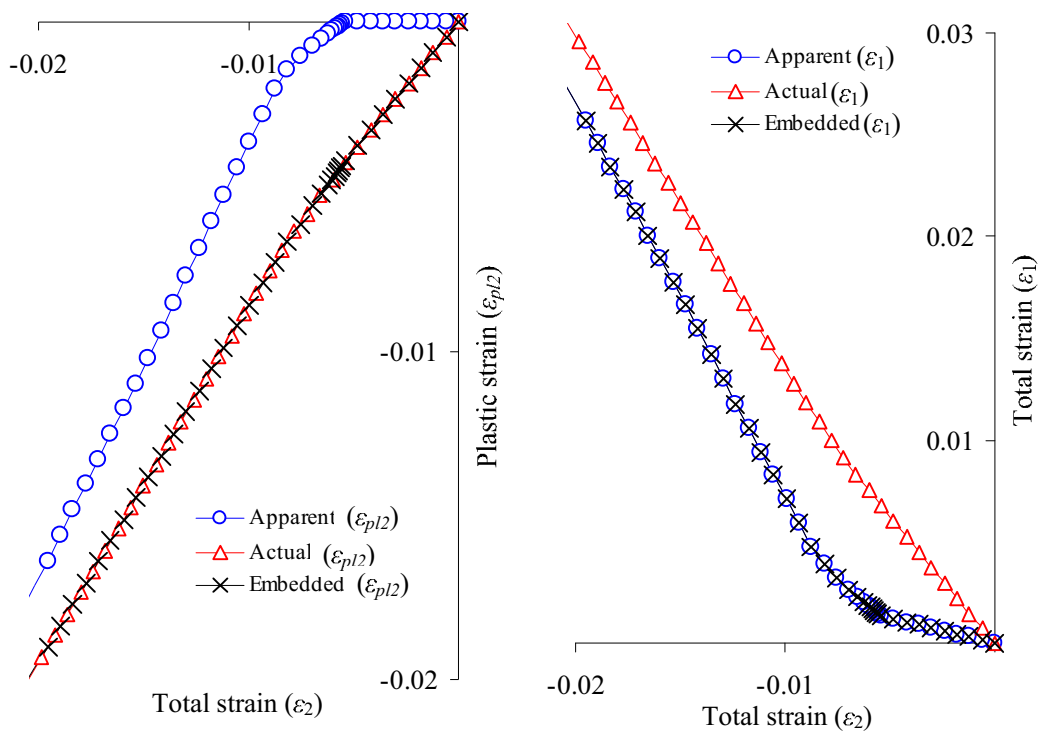 -0.02
-0.01
-0.01
-0.02
Plastic strain (εpl2)
Apparent (εpl2)
Actual (εpl2)
Embedded (εpl2)
Total strain (ε2)
Apparent (ε1)
Actual (ε1)
Embedded (ε1)
0.03
0.02
0.01
Total strain (ε1)
-0.02
-0.01
Total strain (ε2)